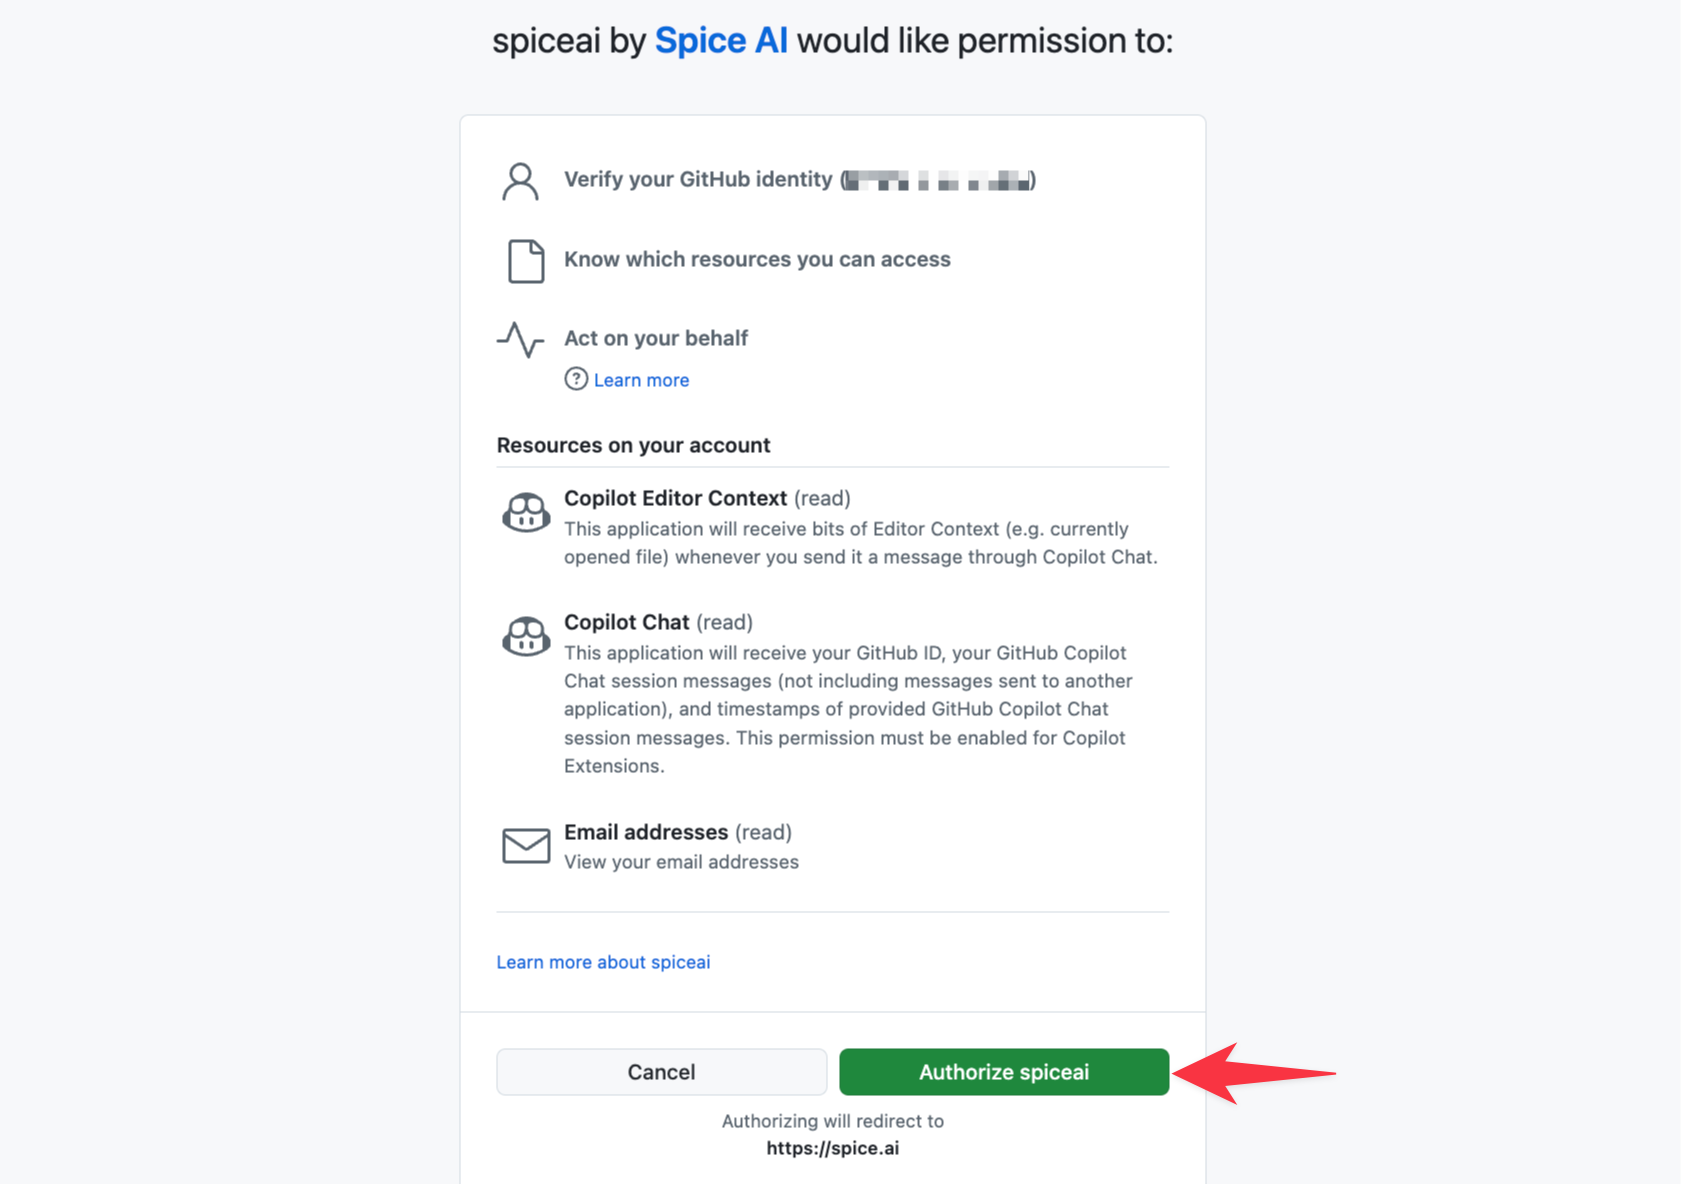 spiceai by Spice AI would like permission to:
Verify your GitHub identity ()
Know which resources you can access
Act on your behalf
Learn more
Resources on your account
Copilot Editor Context (read)
This application will receive bits of Editor Context (e.g. currently
opened file) whenever you send it a message through Copilot Chat.
Copilot Chat (read)
This application will receive your GitHub ID, your GitHub Copilot
Chat session messages (not including messages sent to another
application), and timestamps of provided GitHub Copilot Chat
session messages. This permission must be enabled for Copilot
Extensions.
Email addresses (read)
View your email addresses
Learn more about spiceai
Cancel
Authorize spiceai
Authorizing will redirect to
https://spice.ai